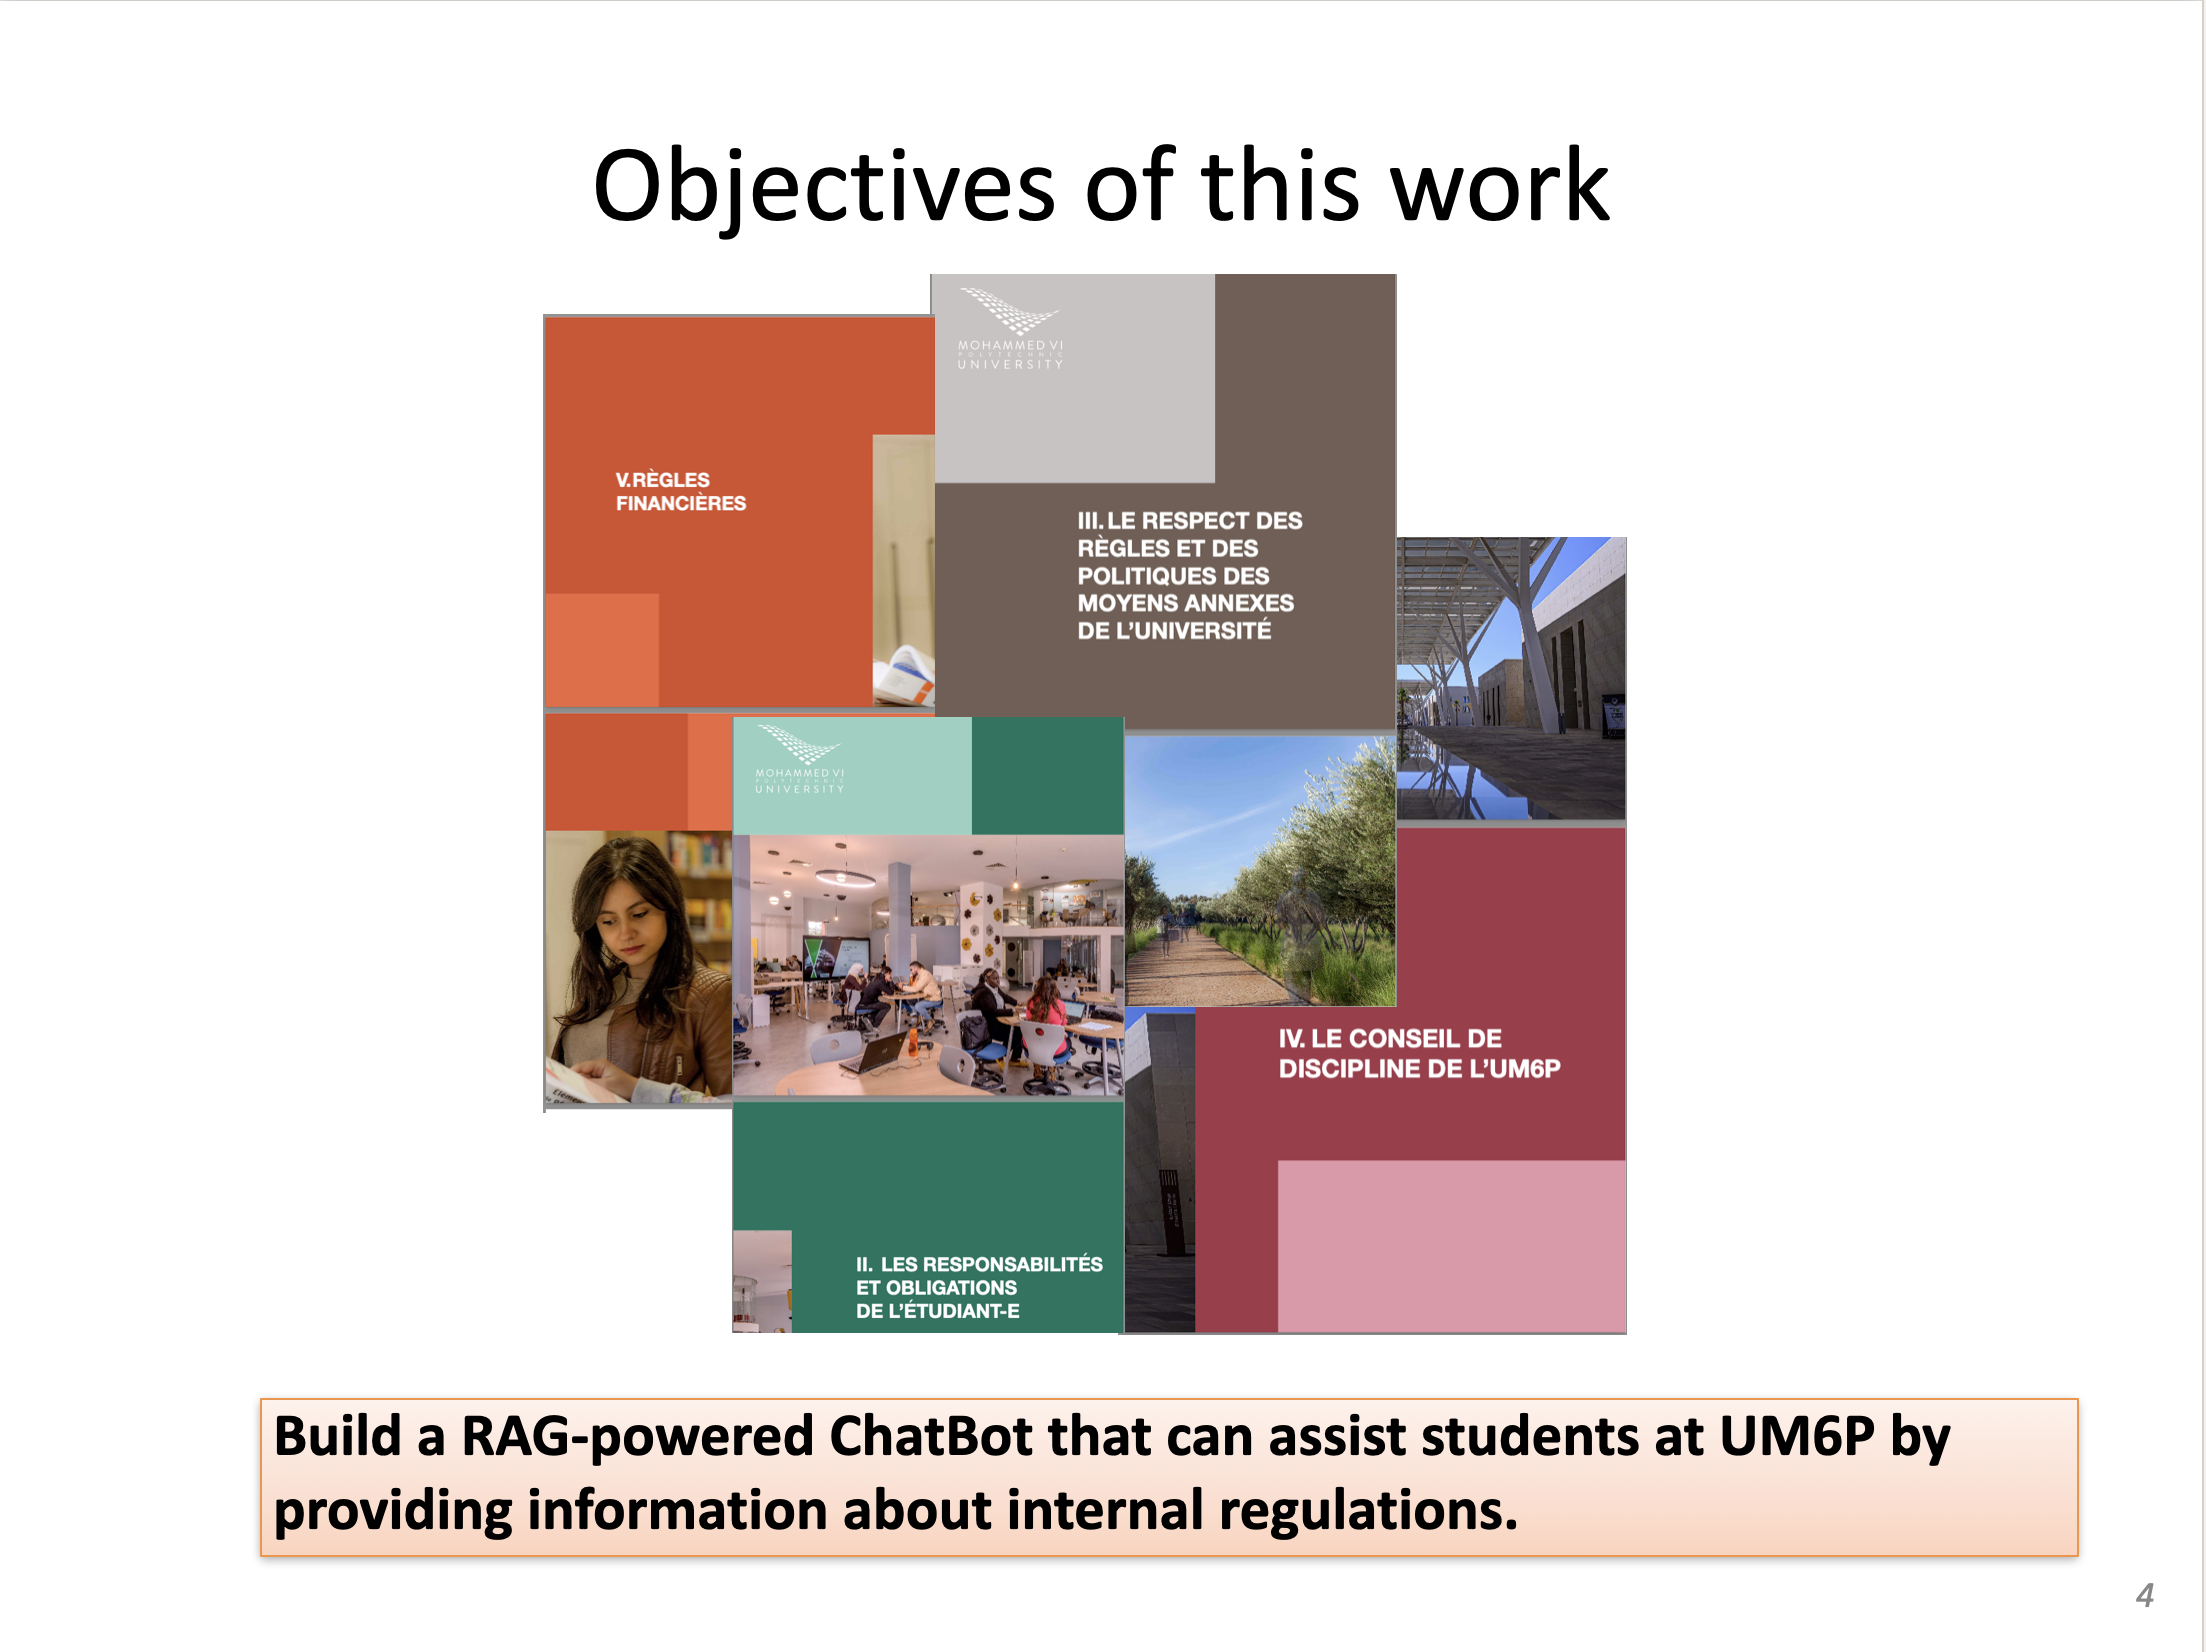 Objectives of this work
MOHAMMED VI
POLYTECHNIC
UNIVERSITY
V.RÈGLES
FINANCIÈRES
III. LE RESPECT DES
RÈGLES ET DES
POLITIQUES DES
MOYENS ANNEXES
DE L'UNIVERSITÉ
MOHAMMED VI
POLYTECHNIC
UNIVERSITY
IV. LE CONSEIL DE
DISCIPLINE DE L'UM6P
II. LES RESPONSABILITÉS
ET OBLIGATIONS
DE L'ÉTUDIANT-E
Build a RAG-powered ChatBot that can assist students at UM6P by
providing information about internal regulations.
4